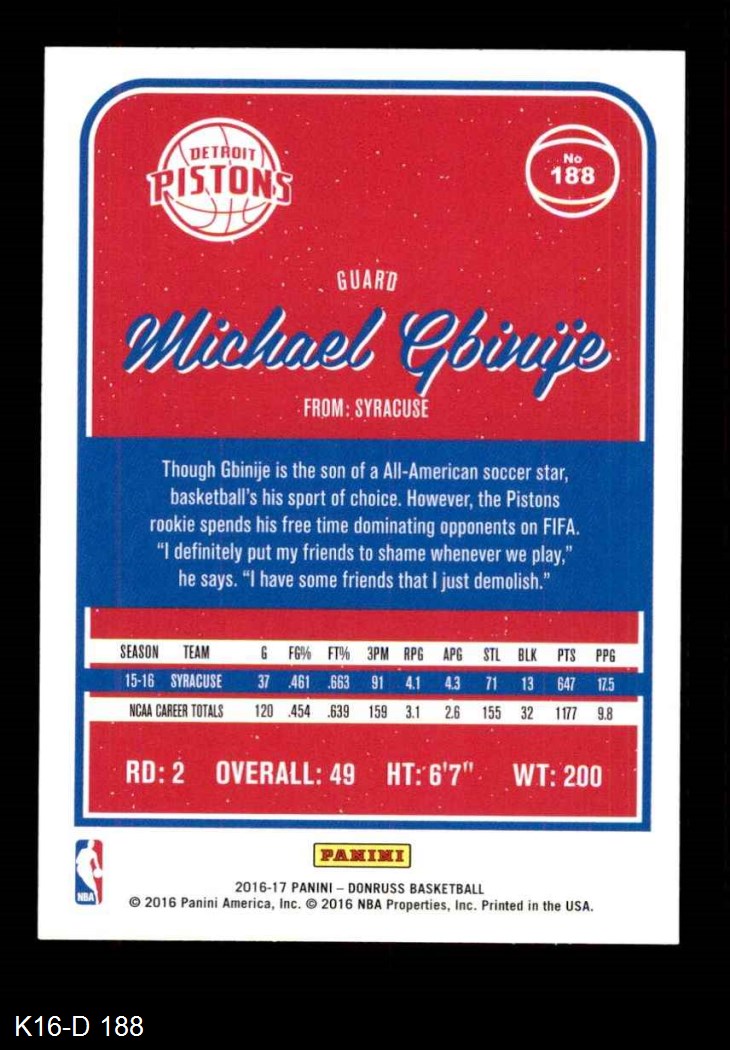 DETROIT
PISTONS
No
188
GUARD
Michael Gbinije
FROM: SYRACUSE
Though Gbinije is the son of a All-American soccer star,
basketball's his sport of choice. However, the Pistons
rookie spends his free time dominating opponents on FIFA.
"I definitely put my friends to shame whenever we play,"
he says. "I have some friends that I just demolish."
SEASON TEAM G FG% FT% 3PM RPG APG STL BLK PTS PPG
15-16 SYRACUSE 37 .461 .663 91 4.1 4.3 71 13 647 17.5
NCAA CAREER TOTALS 120 .454 .639 159 3.1 2.6 155 32 1177 9.8
RD: 2 OVERALL: 49 HT: 6'7" WT: 200
PANINI
NBA
2016-17 PANINI – DONRUSS BASKETBALL
© 2016 Panini America, Inc. © 2016 NBA Properties, Inc. Printed in the USA.
K16-D 188